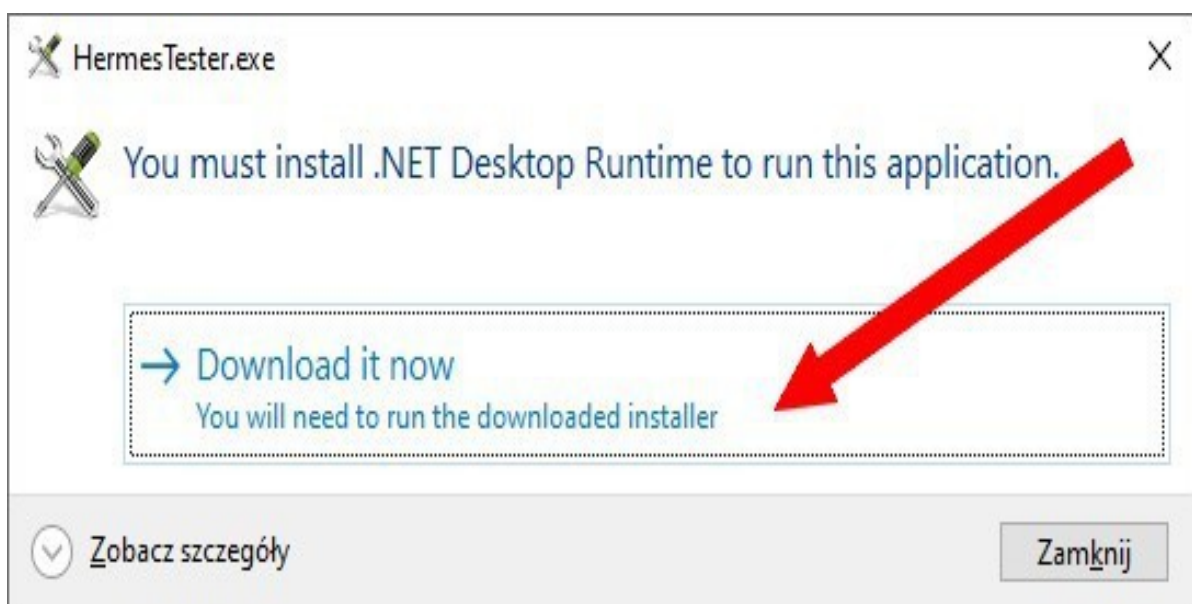 HermesTester.exe
You must install .NET Desktop Runtime to run this application.
Download it now
You will need to run the downloaded installer
Zobacz szczegóły
Zamknij